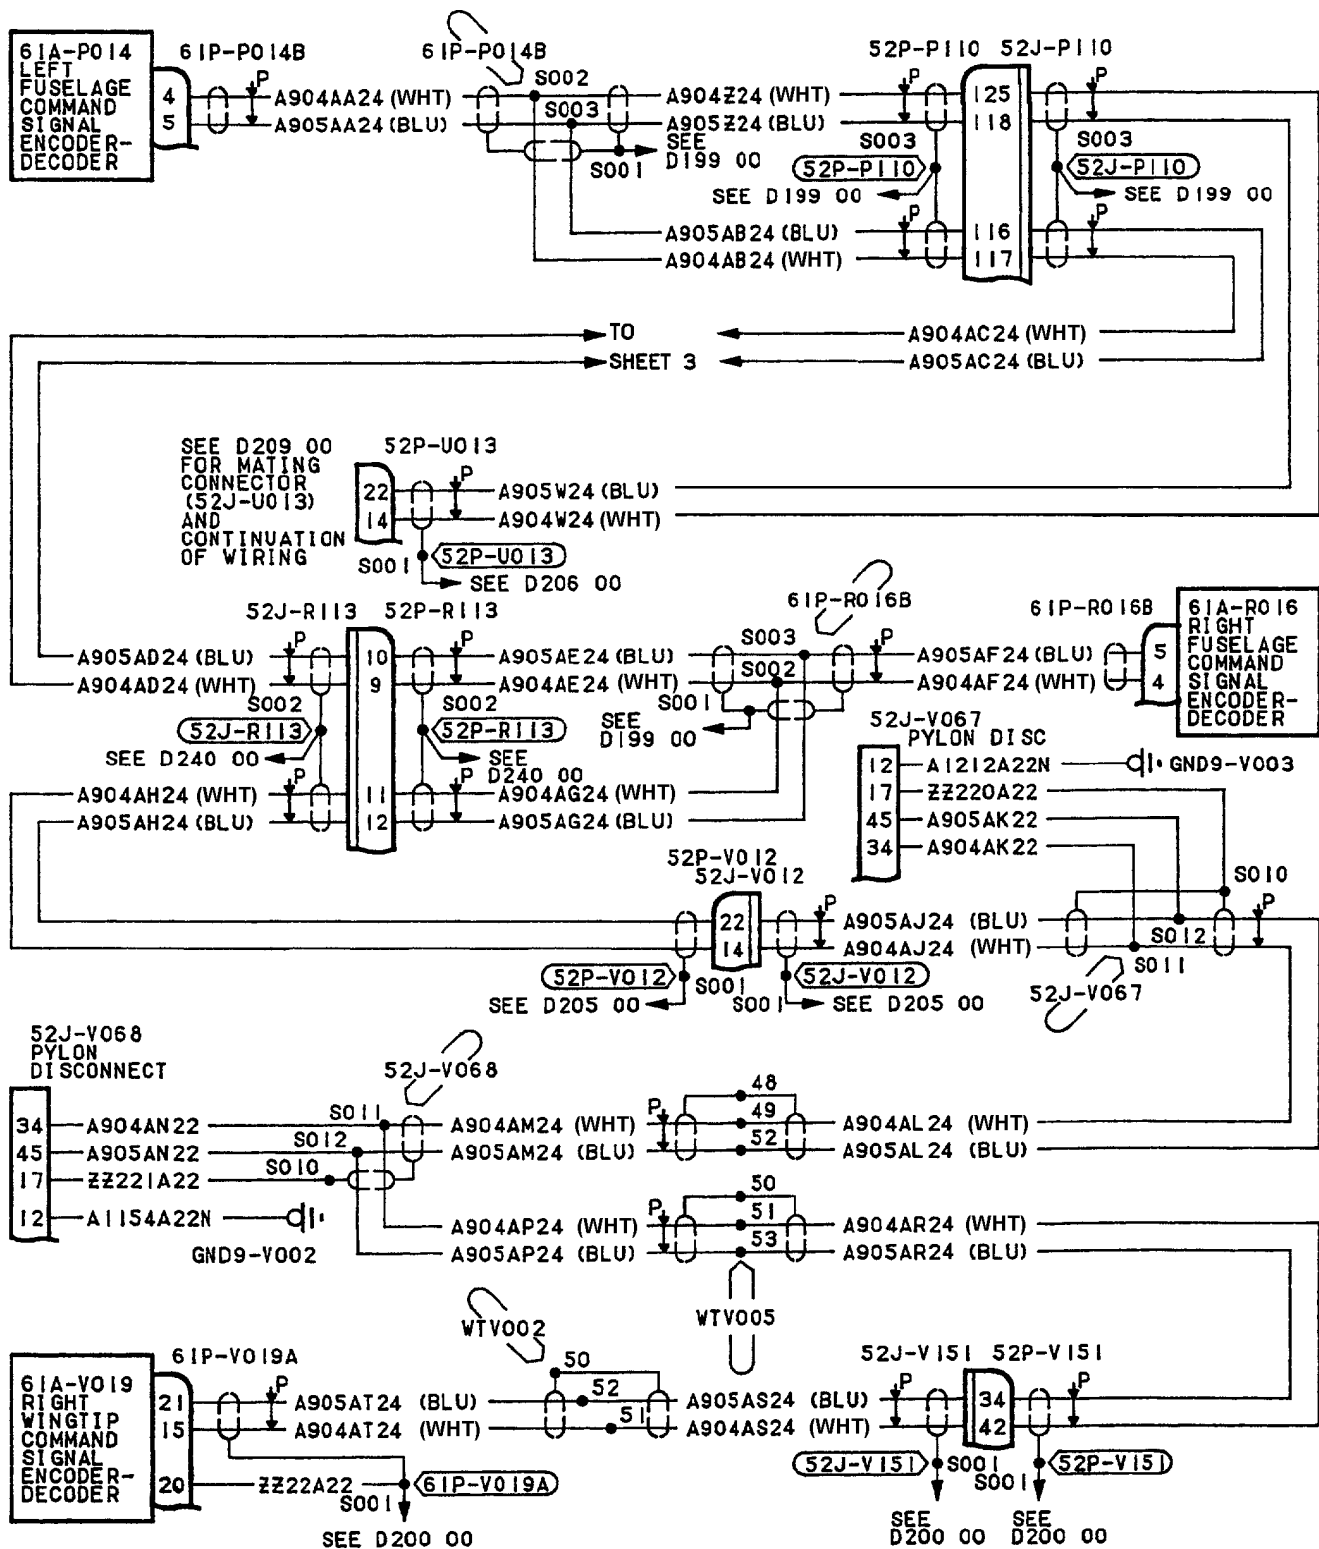 61A-P014
LEFT
FUSELAGE
COMMAND
SIGNAL
ENCODER-
DECODER
61P-P014B
4
5
P
A904AA24 (WHT)
A905AA24 (BLU)
61P-P014B
S002
S003
S001
SEE
D199 00
A904Z24 (WHT)
A905Z24 (BLU)
52P-P110 52J-P110
P
125
118
P
S003
52P-P110
SEE D199 00
S003
52J-P110
SEE D199 00
A905AB24 (BLU)
A904AB24 (WHT)
P
116
117
P
TO
SHEET 3
A904AC24 (WHT)
A905AC24 (BLU)
SEE D209 00
FOR MATING
CONNECTOR
(52J-U013)
AND
CONTINUATION
OF WIRING
52P-U013
22
14
P
A905W24 (BLU)
A904W24 (WHT)
S001
52P-U013
SEE D206 00
52J-R113 52P-R113
A905AD24 (BLU)
A904AD24 (WHT)
P
10
9
P
A905AE24 (BLU)
A904AE24 (WHT)
S002
52J-R113
SEE D240 00
S002
52P-R113
SEE
D240 00
A904AH24 (WHT)
A905AH24 (BLU)
P
11
12
P
A904AG24 (WHT)
A905AG24 (BLU)
61P-R016B
S003
S002
S001
SEE
D199 00
P
A905AF24 (BLU)
A904AF24 (WHT)
61P-R016B
5
4
61A-R016
RIGHT
FUSELAGE
COMMAND
SIGNAL
ENCODER-
DECODER
52J-V067
PYLON DISC
12
A1212A22N
GND9-V003
17
ZZ220A22
45
A905AK22
34
A904AK22
52P-V012
52J-V012
22
14
P
A905AJ24 (BLU)
A904AJ24 (WHT)
S010
P
S012
S011
52J-V067
52P-V012
S001
SEE D205 00
S001
52J-V012
SEE D205 00
52J-V068
PYLON
DISCONNECT
34
A904AN22
45
A905AN22
17
ZZ221A22
12
A1154A22N
GND9-V002
S011
S012
S010
52J-V068
A904AM24 (WHT)
A905AM24 (BLU)
P
48
49
52
A904AL24 (WHT)
A905AL24 (BLU)
A904AP24 (WHT)
A905AP24 (BLU)
P
50
51
53
A904AR24 (WHT)
A905AR24 (BLU)
WTV005
61A-V019
RIGHT
WINGTIP
COMMAND
SIGNAL
ENCODER-
DECODER
61P-V019A
21
15
20
P
A905AT24 (BLU)
A904AT24 (WHT)
ZZ22A22
S001
61P-V019A
SEE D200 00
WTV002
50
52
51
A905AS24 (BLU)
A904AS24 (WHT)
52J-V151 52P-V151
P
34
42
P
52J-V151
S001
SEE
D200 00
S001
52P-V151
SEE
D200 00